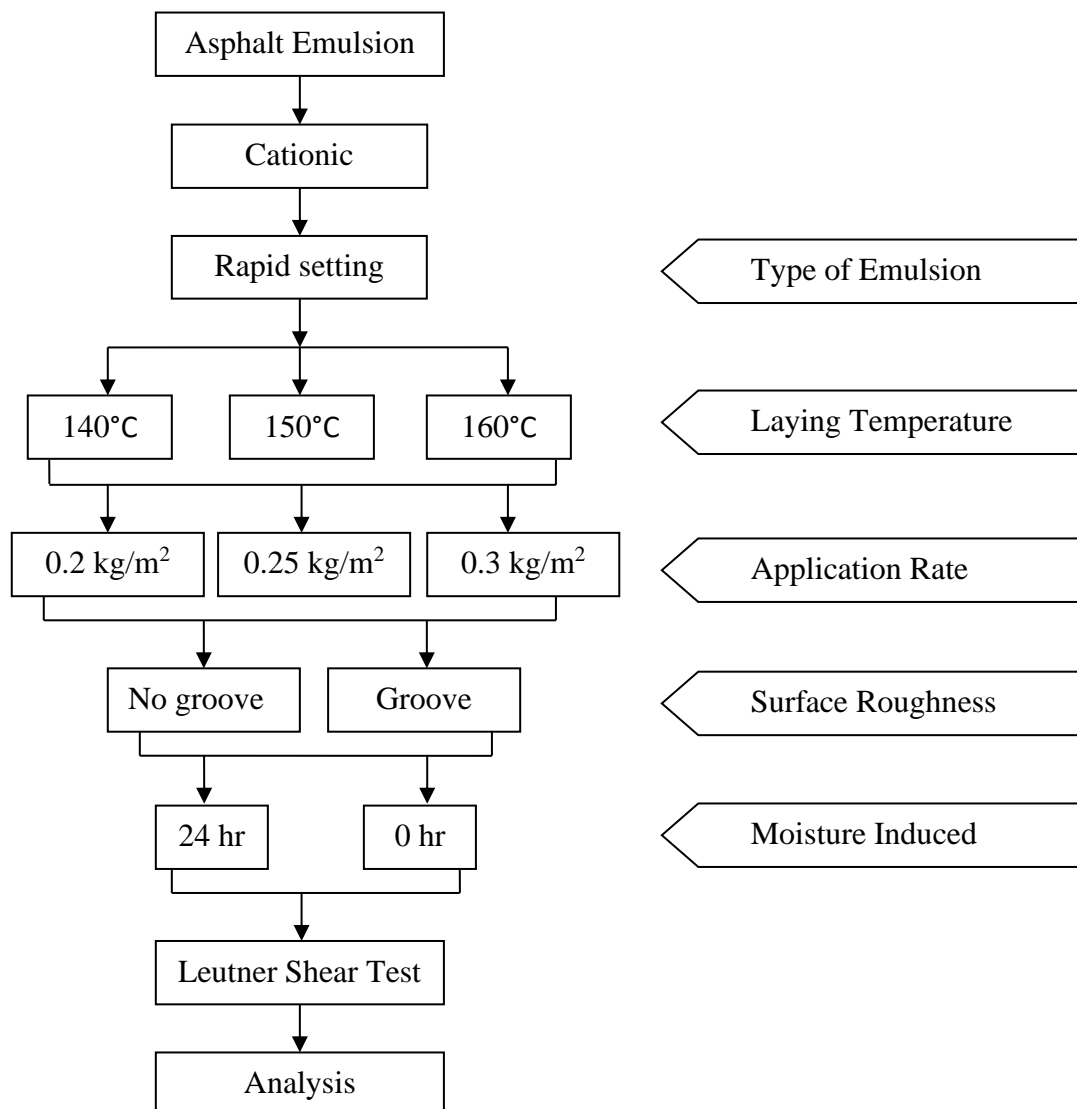 Asphalt Emulsion
Cationic
Rapid setting
Type of Emulsion
140°C 150°C 160°C
Laying Temperature
0.2 kg/m² 0.25 kg/m² 0.3 kg/m²
Application Rate
No groove Groove
Surface Roughness
24 hr 0 hr
Moisture Induced
Leutner Shear Test
Analysis